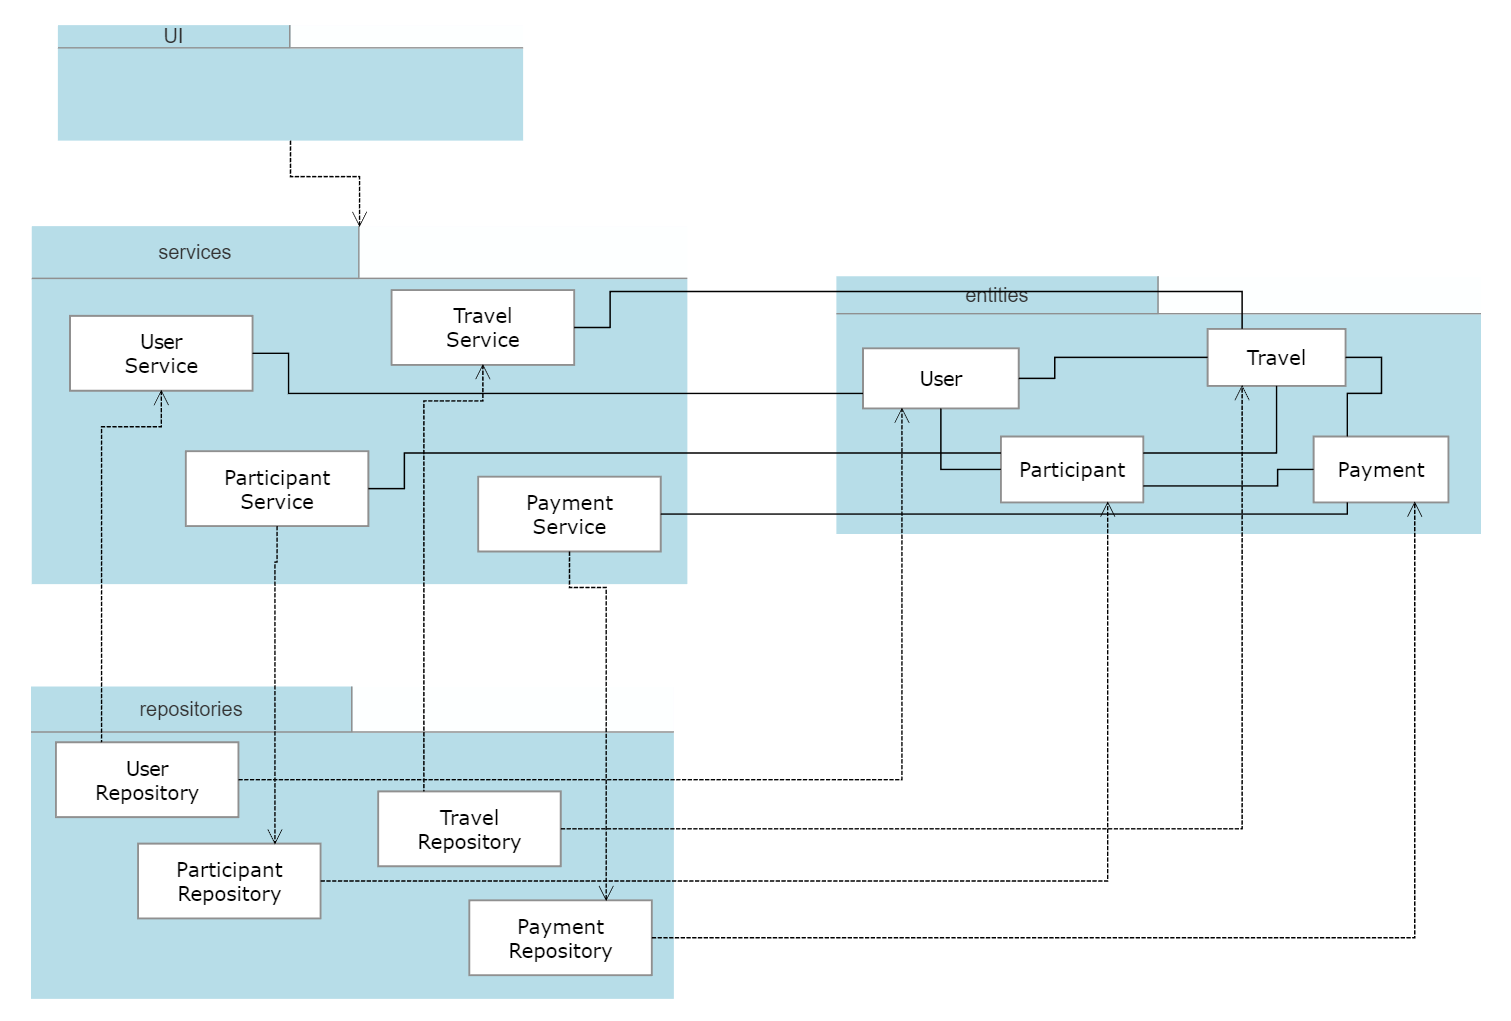 UI
services
Travel
Service
User
Service
Participant
Service
Payment
Service
entities
Travel
User
Participant
Payment
repositories
User
Repository
Travel
Repository
Participant
Repository
Payment
Repository